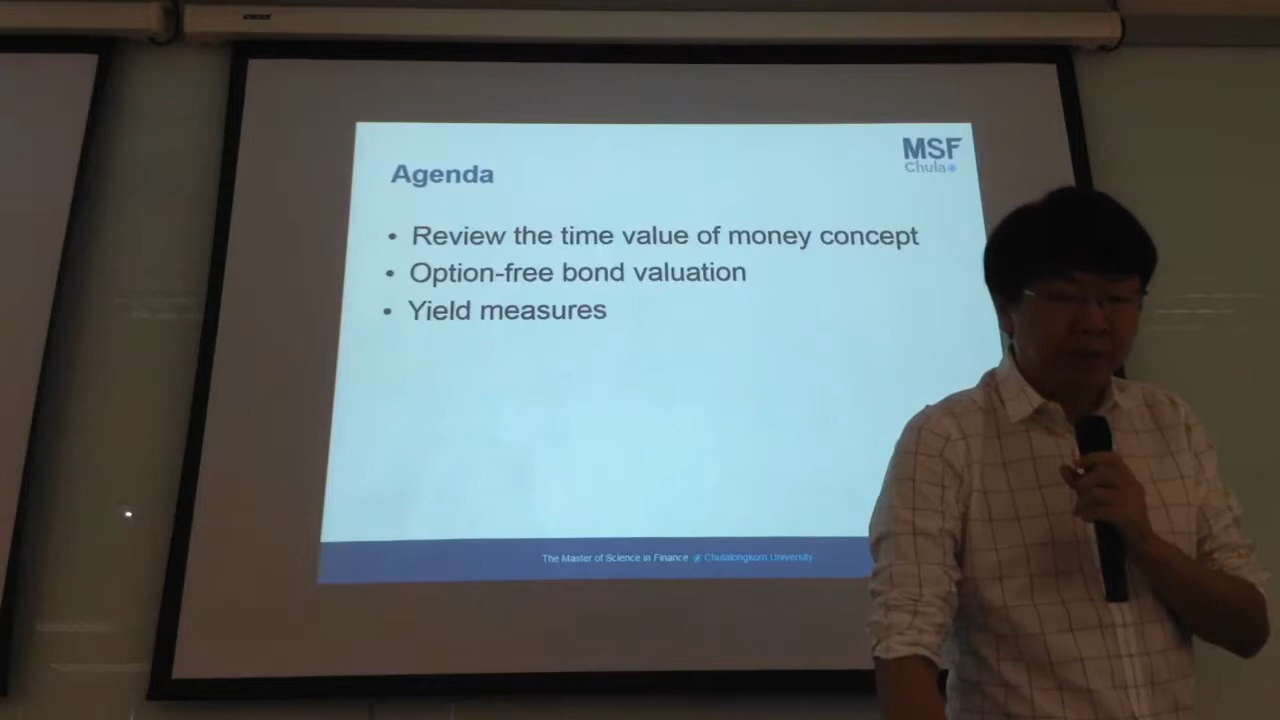 MSF
Chula
Agenda
• Review the time value of money concept
• Option-free bond valuation
• Yield measures
The Master of Science in Finance @ Chulalongkorn University